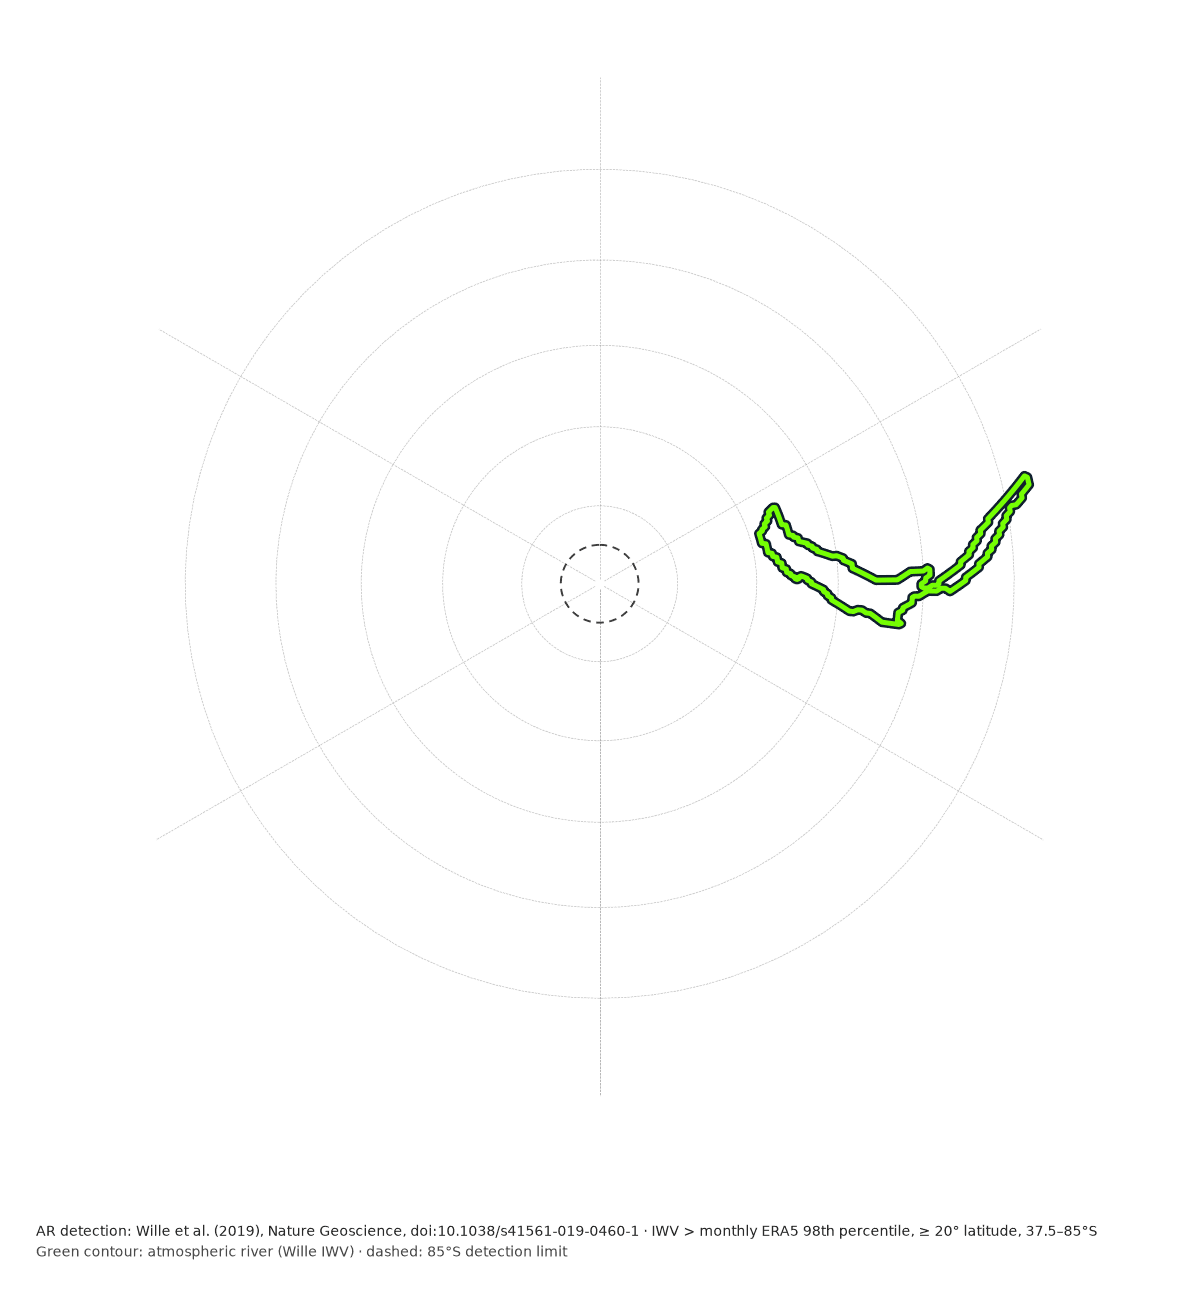 AR detection: Wille et al. (2019), Nature Geoscience, doi:10.1038/s41561-019-0460-1 · IWV > monthly ERA5 98th percentile, ≥ 20° latitude, 37.5–85°S
Green contour: atmospheric river (Wille IWV) · dashed: 85°S detection limit